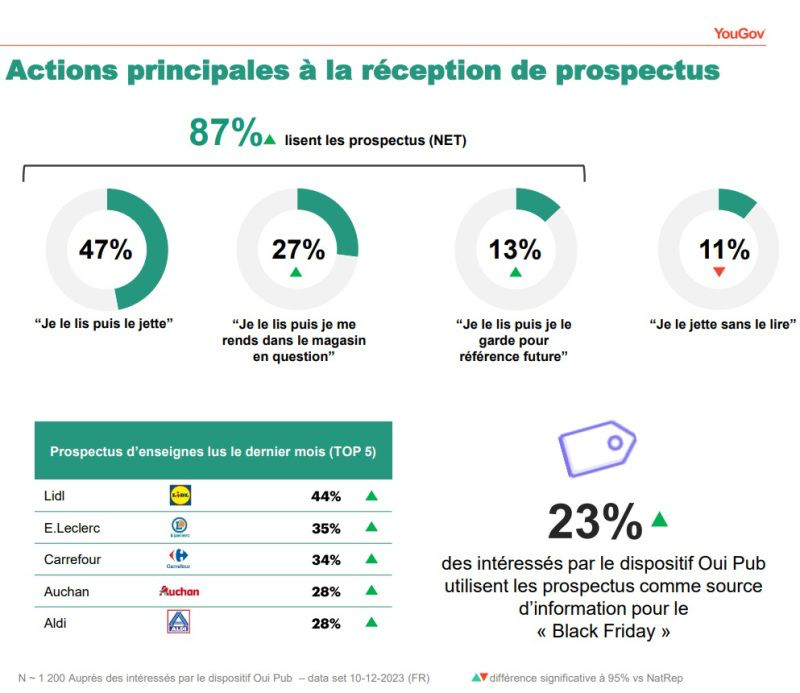 YouGov
Actions principales à la réception de prospectus
87% lisent les prospectus (NET)
47%
27%
13%
11%
“Je le lis puis le jette”
“Je le lis puis je me
rends dans le magasin
en question”
“Je le lis puis je le
garde pour
référence future”
“Je le jette sans le lire”
Prospectus d’enseignes lus le dernier mois (TOP 5)
Lidl LIDL 44%
E.Leclerc E.Leclerc 35%
Carrefour Carrefour 34%
Auchan Auchan 28%
Aldi ALDI 28%
23%
des intéressés par le dispositif Oui Pub
utilisent les prospectus comme source
d’information pour le
« Black Friday »
N ~ 1 200 Auprès des intéressés par le dispositif Oui Pub – data set 10-12-2023 (FR)
différence significative à 95% vs NatRep